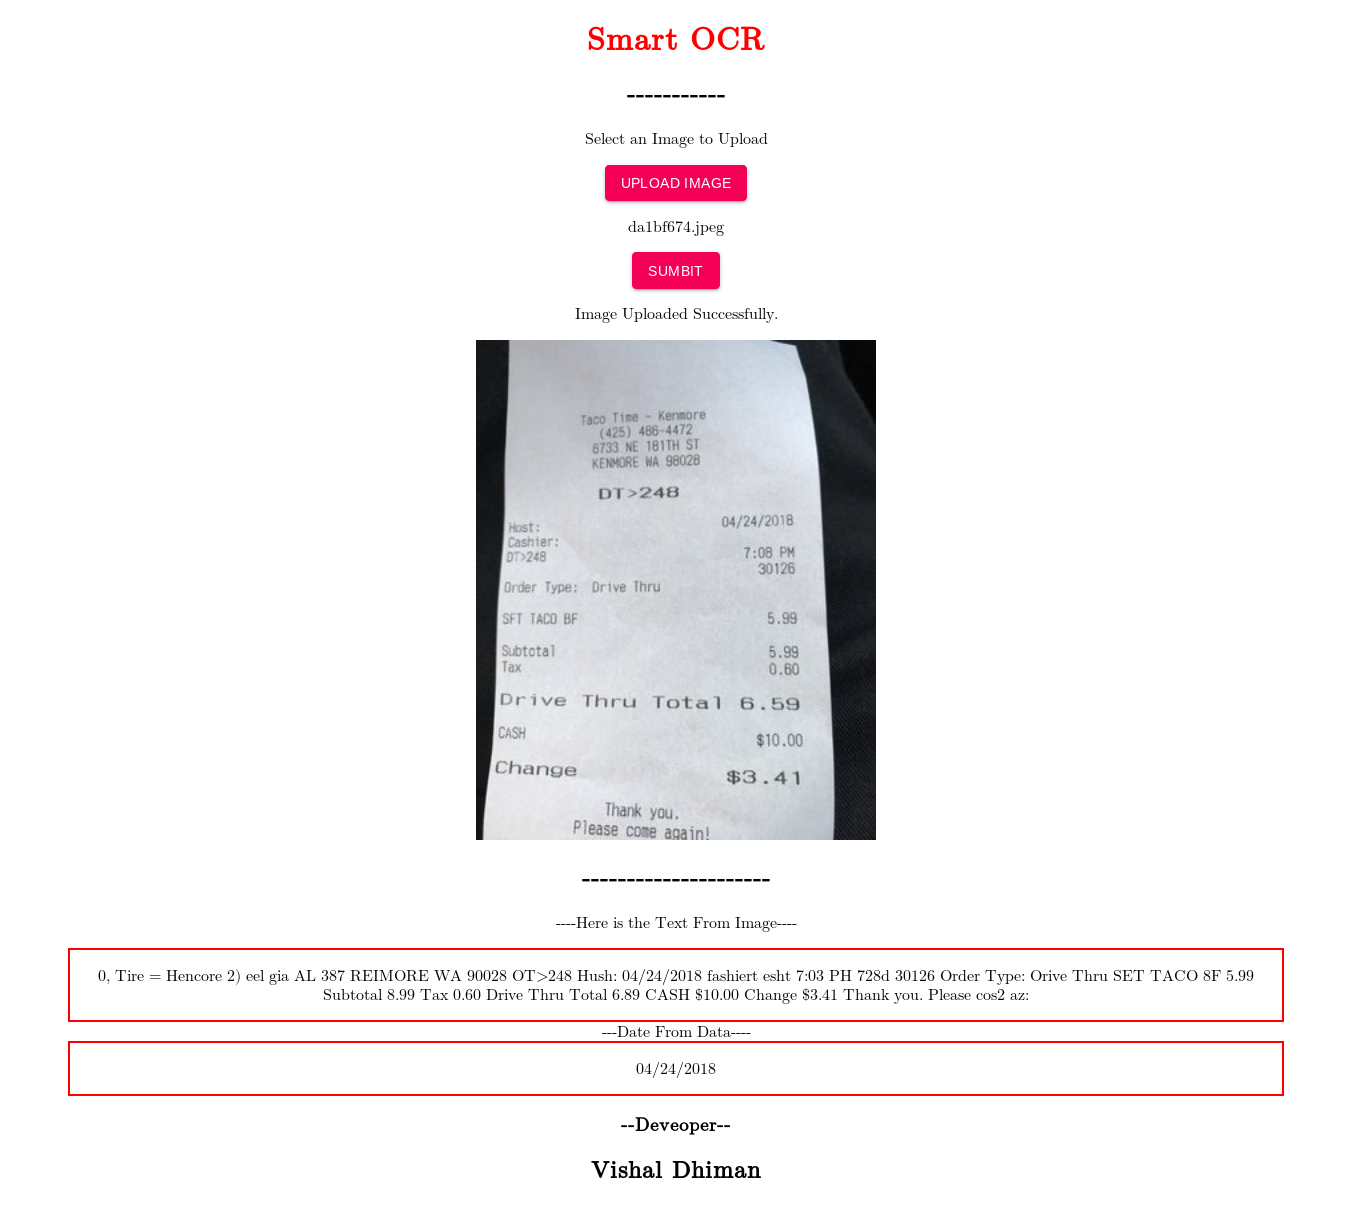 Smart OCR
-----------
Select an Image to Upload
UPLOAD IMAGE
da1bf674.jpeg
SUMBIT
Image Uploaded Successfully.
Taco Time - Kenmore
(425) 486-4472
6733 NE 181TH ST
KENMORE WA 98028
DT>248
Host: 04/24/2018
Cashier:
DT>248 7:08 PM
30126
Order Type: Drive Thru
SFT TACO BF 5.99
Subtotal 5.99
Tax 0.60
Drive Thru Total 6.59
CASH $10.00
Change $3.41
Thank you.
Please come again!
---------------------
----Here is the Text From Image----
0, Tire = Hencore 2) eel gia AL 387 REIMORE WA 90028 OT>248 Hush: 04/24/2018 fashiert esht 7:03 PH 728d 30126 Order Type: Orive Thru SET TACO 8F 5.99
Subtotal 8.99 Tax 0.60 Drive Thru Total 6.89 CASH $10.00 Change $3.41 Thank you. Please cos2 az:
---Date From Data----
04/24/2018
--Deveoper--
Vishal Dhiman